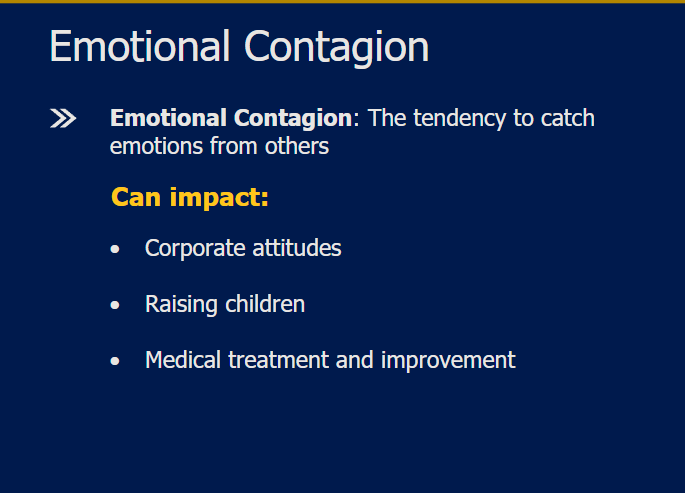 Emotional Contagion
Emotional Contagion: The tendency to catch
emotions from others
Can impact:
• Corporate attitudes
• Raising children
• Medical treatment and improvement